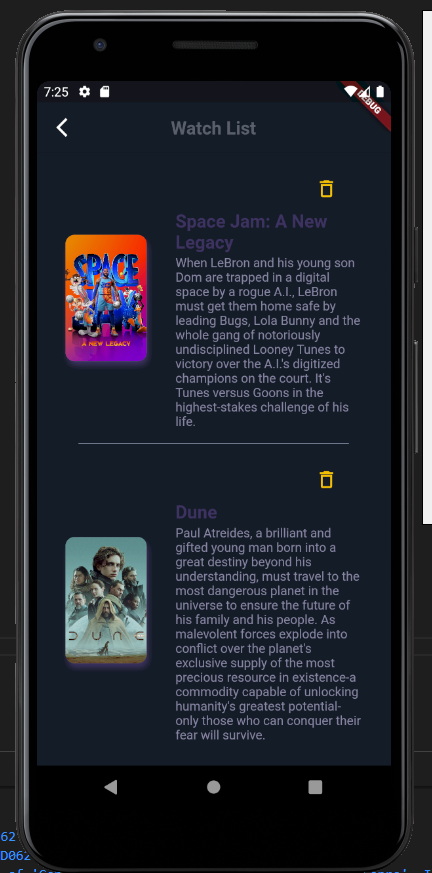 7:25
DEBUG
Watch List
Space Jam: A New
Legacy
When LeBron and his young son
Dom are trapped in a digital
space by a rogue A.I., LeBron
must get them home safe by
leading Bugs, Lola Bunny and the
whole gang of notoriously
undisciplined Looney Tunes to
victory over the A.I.'s digitized
champions on the court. It's
Tunes versus Goons in the
highest-stakes challenge of his
life.
SPACE
JAM
A NEW LEGACY
Dune
Paul Atreides, a brilliant and
gifted young man born into a
great destiny beyond his
understanding, must travel to the
most dangerous planet in the
universe to ensure the future of
his family and his people. As
malevolent forces explode into
conflict over the planet's
exclusive supply of the most
precious resource in existence-a
commodity capable of unlocking
humanity's greatest potential-
only those who can conquer their
fear will survive.
DUNE
62
D062